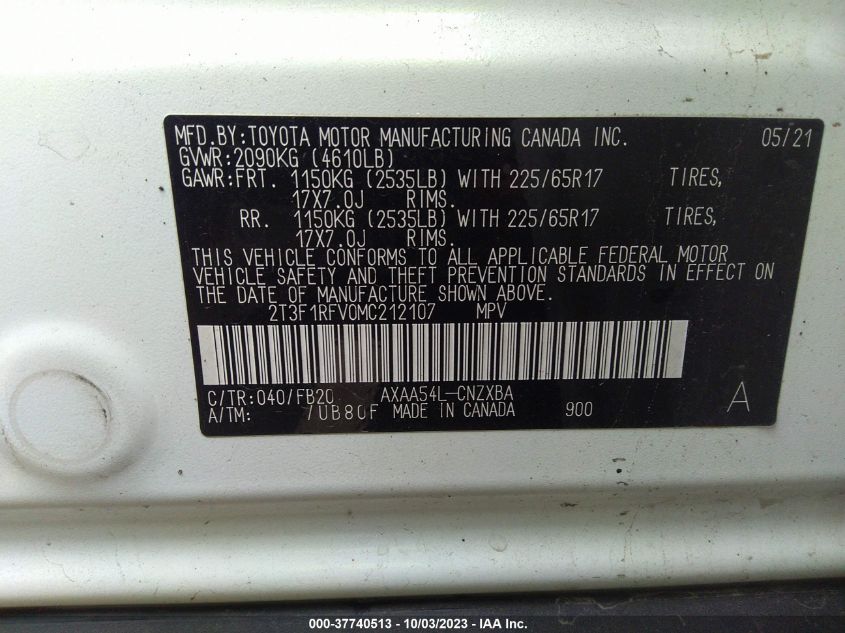 MFD.BY:TOYOTA MOTOR MANUFACTURING CANADA INC. 05/21
GVWR:2090KG (4610LB)
GAWR:FRT. 1150KG (2535LB) WITH 225/65R17 TIRES,
17X7.0J RIMS.
RR. 1150KG (2535LB) WITH 225/65R17 TIRES,
17X7.0J RIMS.
THIS VEHICLE CONFORMS TO ALL APPLICABLE FEDERAL MOTOR
VEHICLE SAFETY AND THEFT PREVENTION STANDARDS IN EFFECT ON
THE DATE OF MANUFACTURE SHOWN ABOVE.
2T3F1RFV0MC212107 MPV
C/TR:040/FB20 AXAA54L-CNZXBA A
A/TM: /UB80F MADE IN CANADA 900
000-37740513 - 10/03/2023 - IAA Inc.